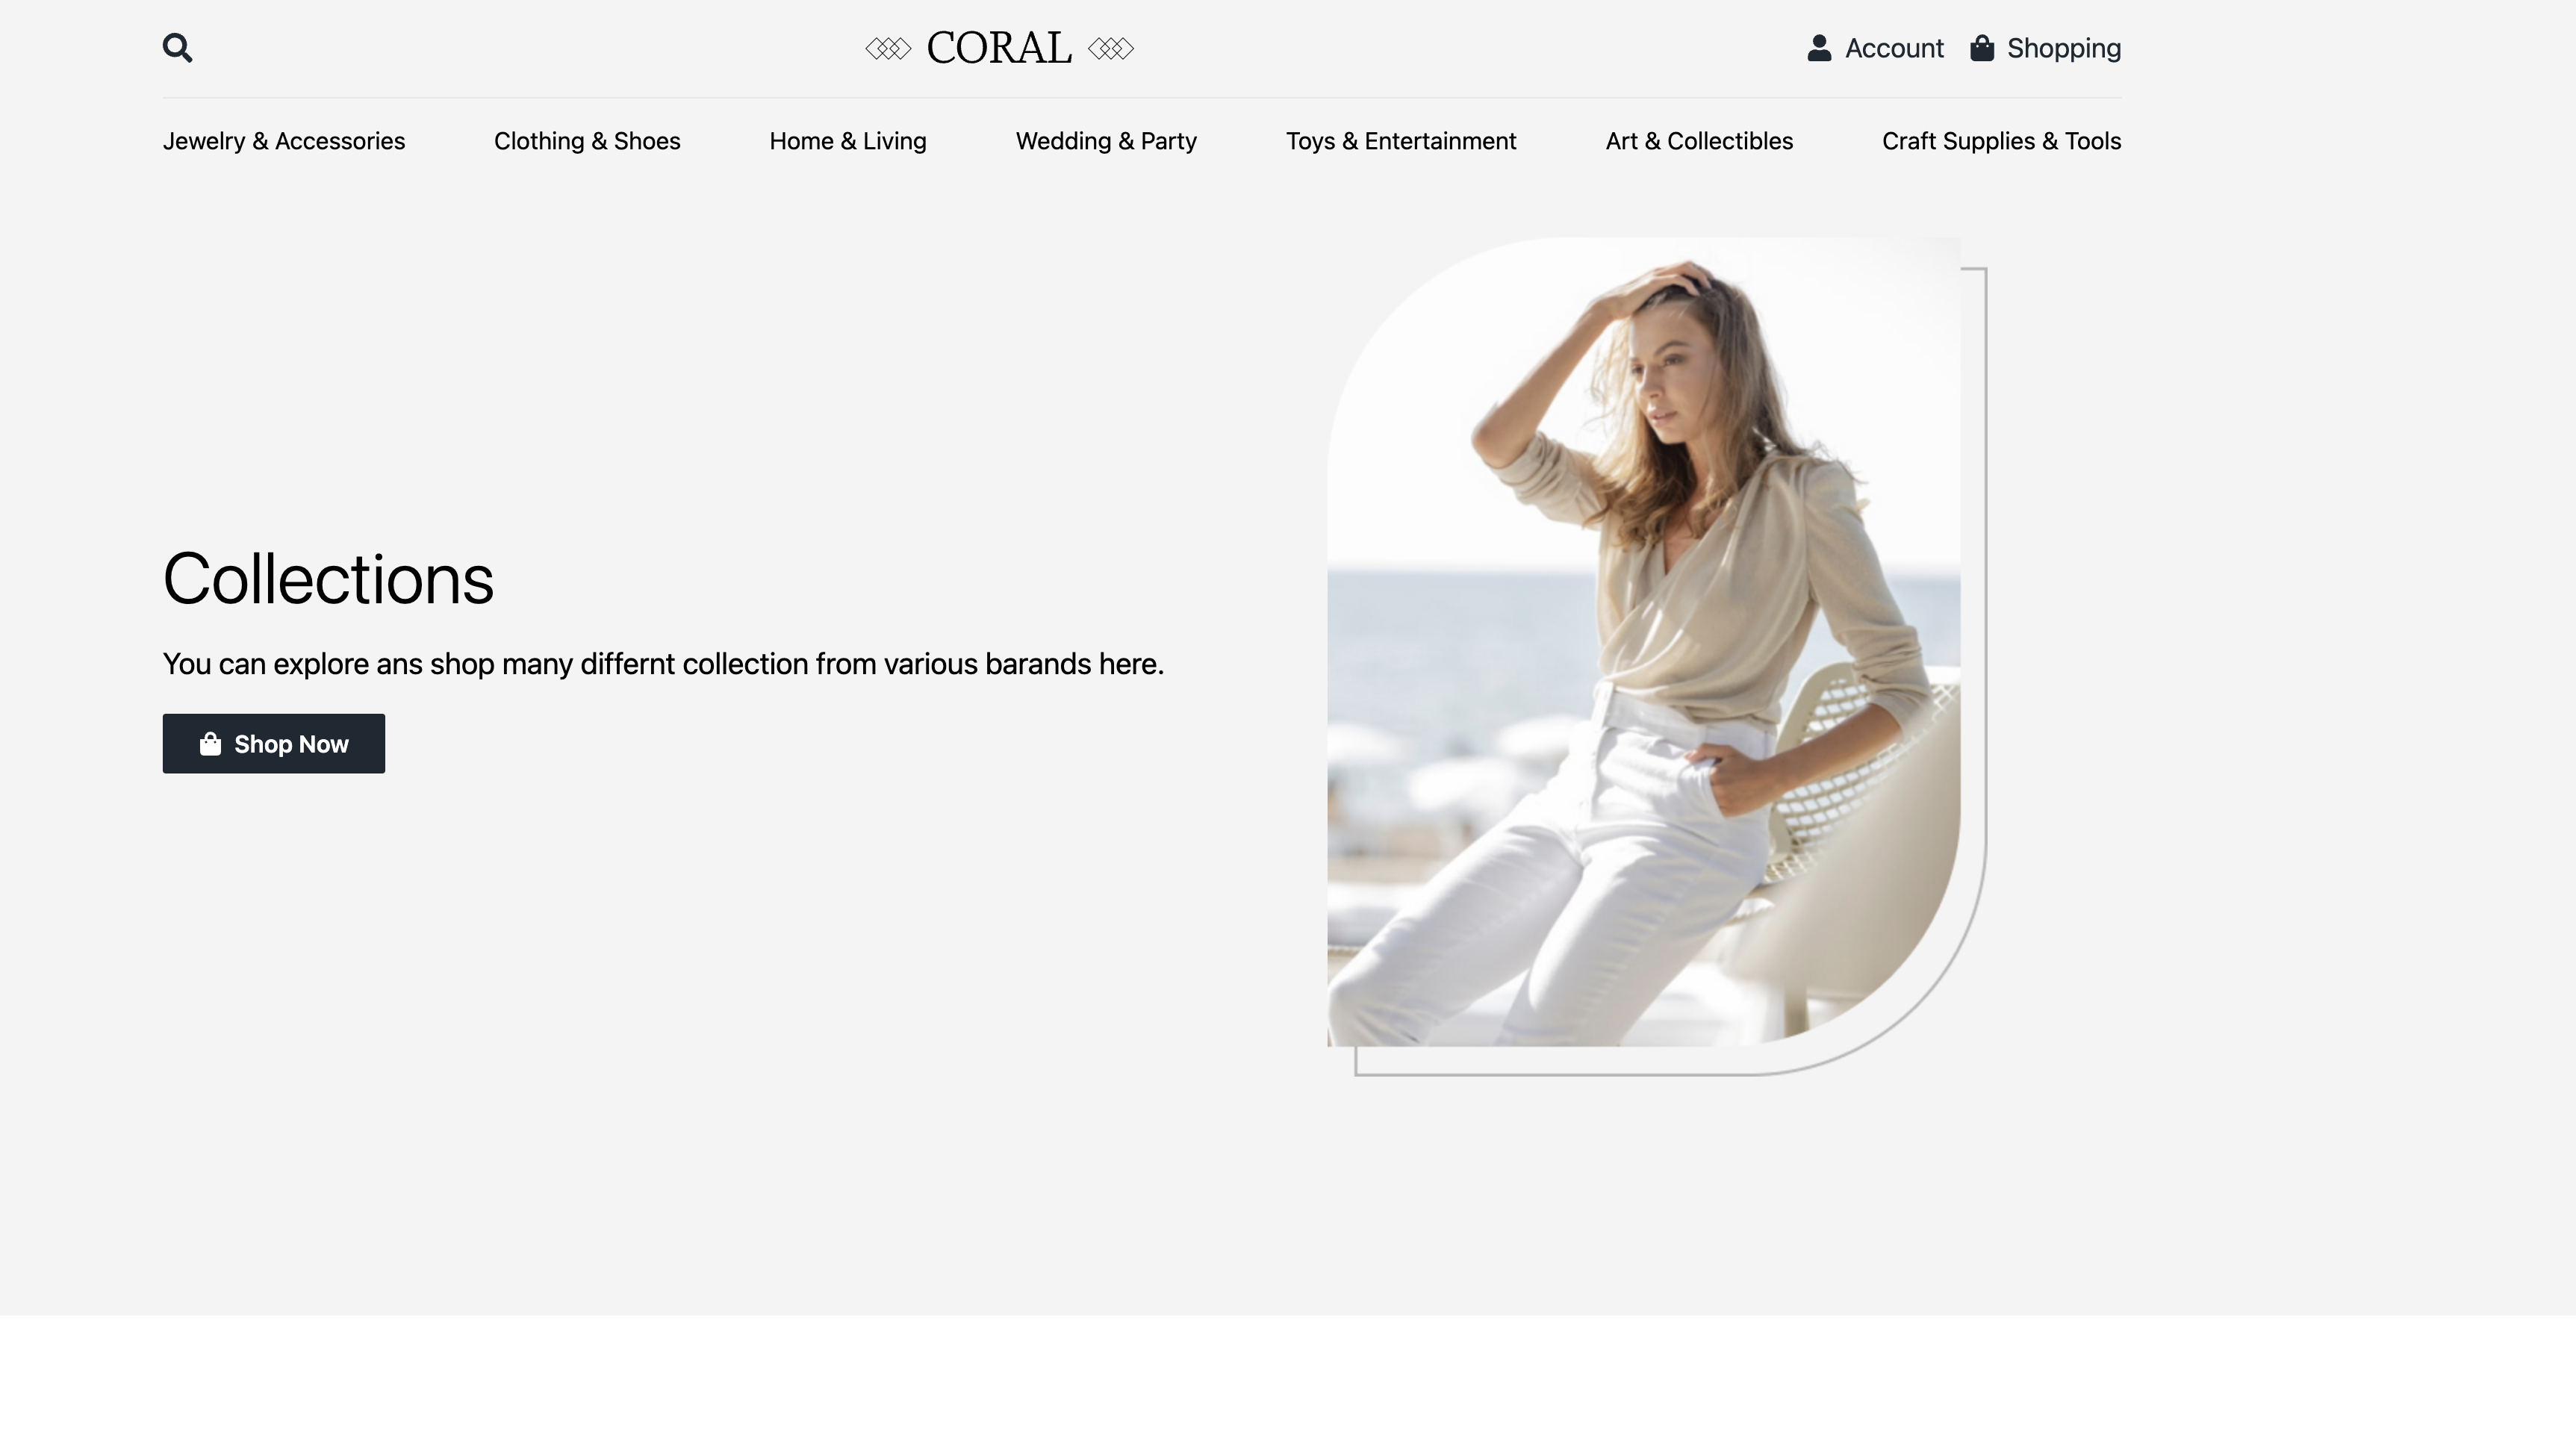 CORAL
Account
Shopping
Jewelry & Accessories
Clothing & Shoes
Home & Living
Wedding & Party
Toys & Entertainment
Art & Collectibles
Craft Supplies & Tools
Collections
You can explore ans shop many differnt collection from various barands here.
Shop Now